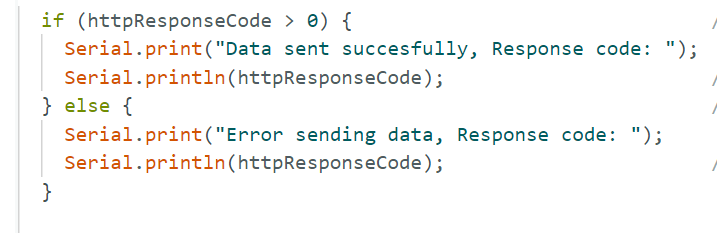 if (httpResponseCode > 0) {
  Serial.print("Data sent succesfully, Response code: ");
  Serial.println(httpResponseCode);
} else {
  Serial.print("Error sending data, Response code: ");
  Serial.println(httpResponseCode);
}